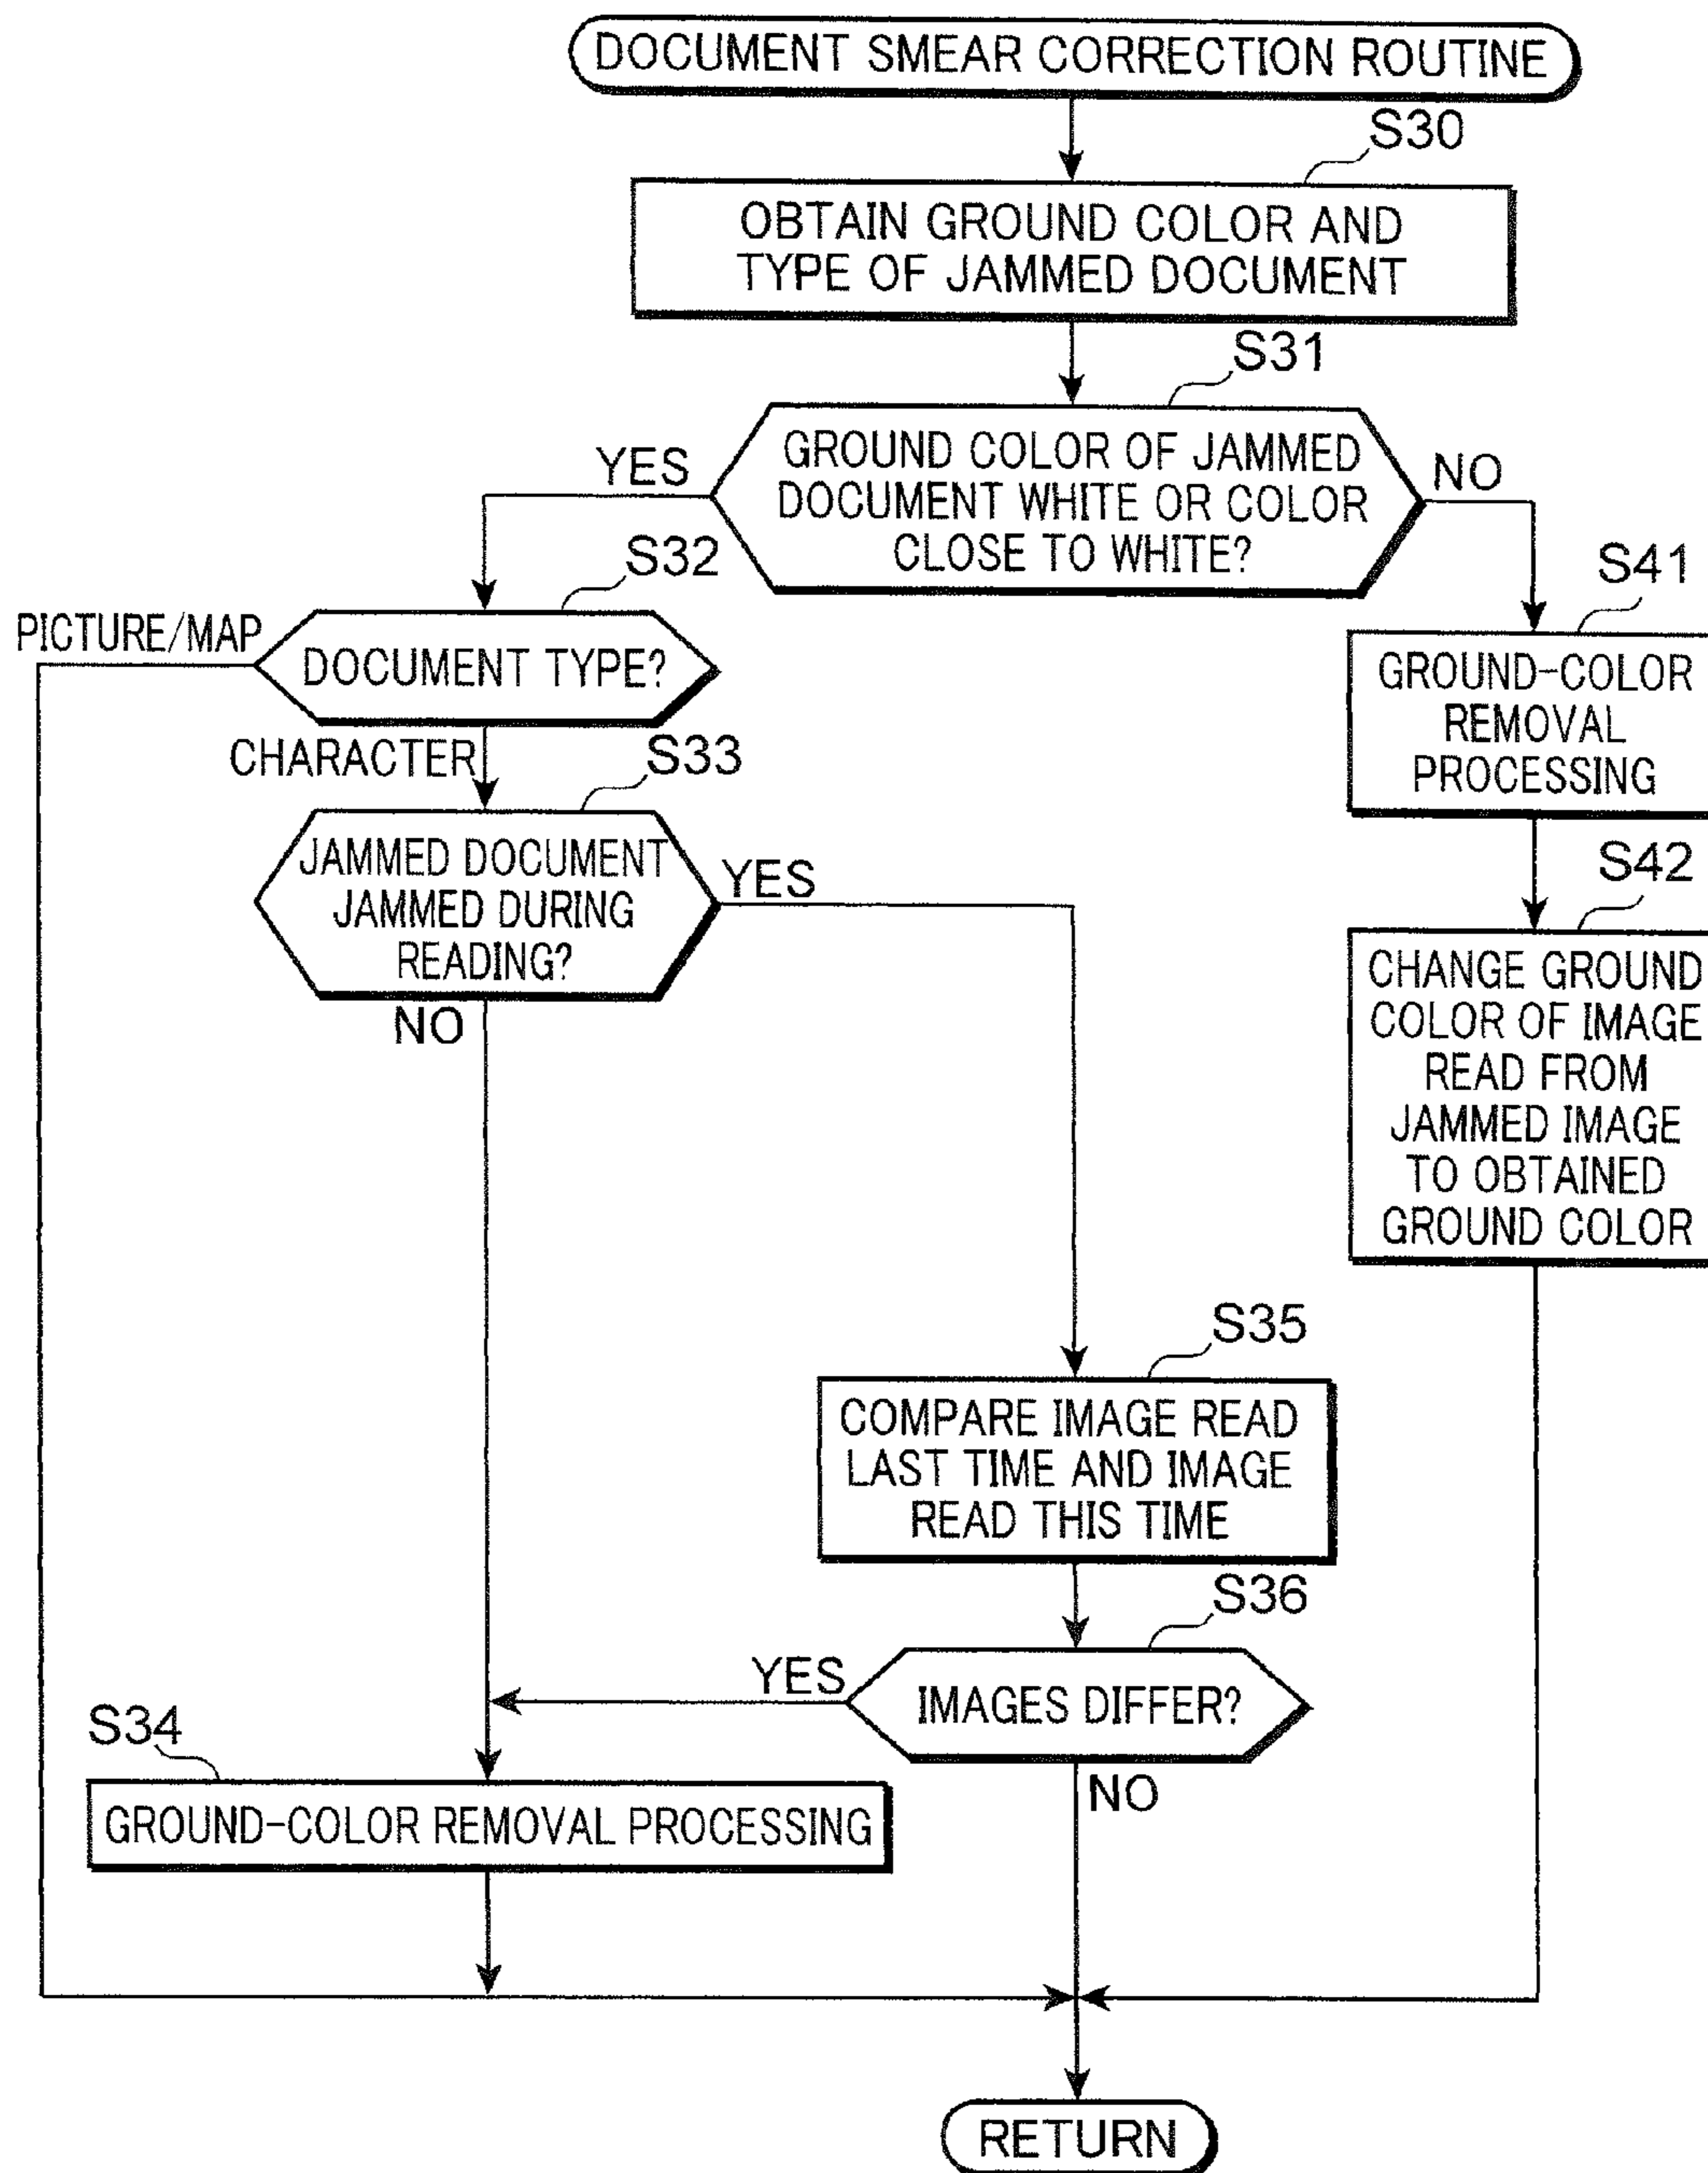 DOCUMENT SMEAR CORRECTION ROUTINE
S30
OBTAIN GROUND COLOR AND
TYPE OF JAMMED DOCUMENT
S31
GROUND COLOR OF JAMMED
DOCUMENT WHITE OR COLOR
CLOSE TO WHITE?
YES
NO
S32
PICTURE/MAP
DOCUMENT TYPE?
CHARACTER
S33
JAMMED DOCUMENT
JAMMED DURING
READING?
YES
NO
S41
GROUND-COLOR
REMOVAL
PROCESSING
S42
CHANGE GROUND
COLOR OF IMAGE
READ FROM
JAMMED IMAGE
TO OBTAINED
GROUND COLOR
S35
COMPARE IMAGE READ
LAST TIME AND IMAGE
READ THIS TIME
S36
IMAGES DIFFER?
YES
NO
S34
GROUND-COLOR REMOVAL PROCESSING
RETURN